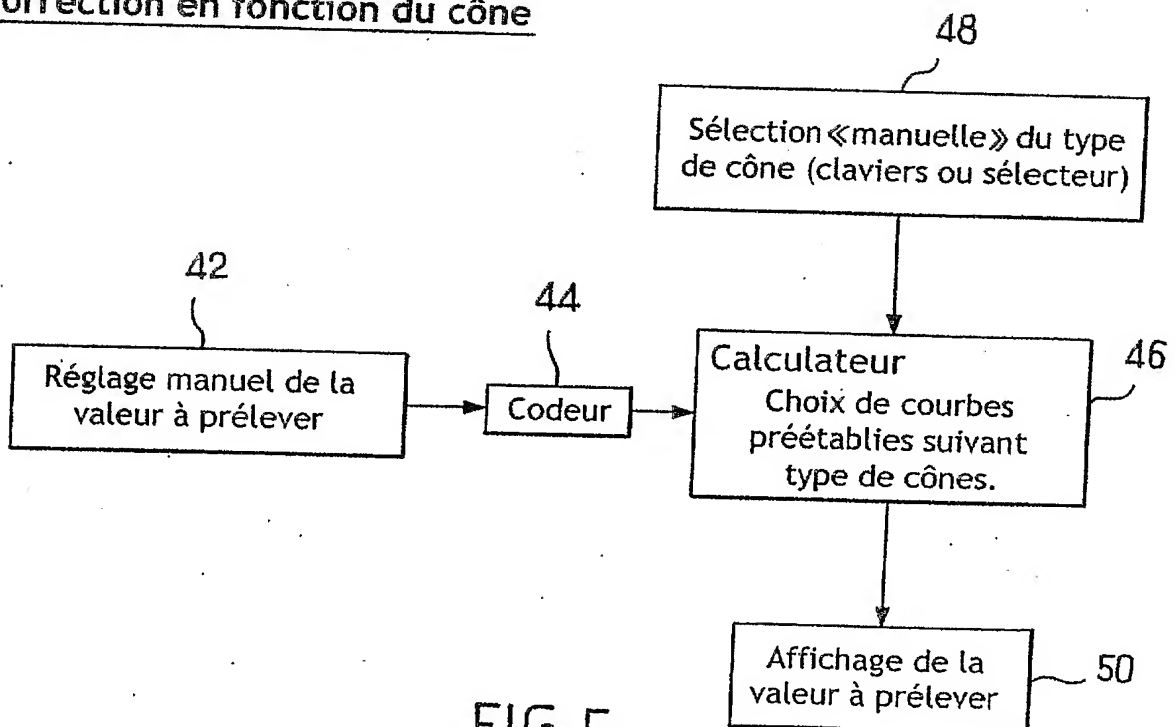 orrection en fonction du cône
48
Sélection «manuelle» du type
de cône (claviers ou sélecteur)
42
44
Réglage manuel de la
valeur à prélever
Codeur
Calculateur
Choix de courbes
préétablies suivant
type de cônes.
46
Affichage de la
valeur à prélever
50
FIG.